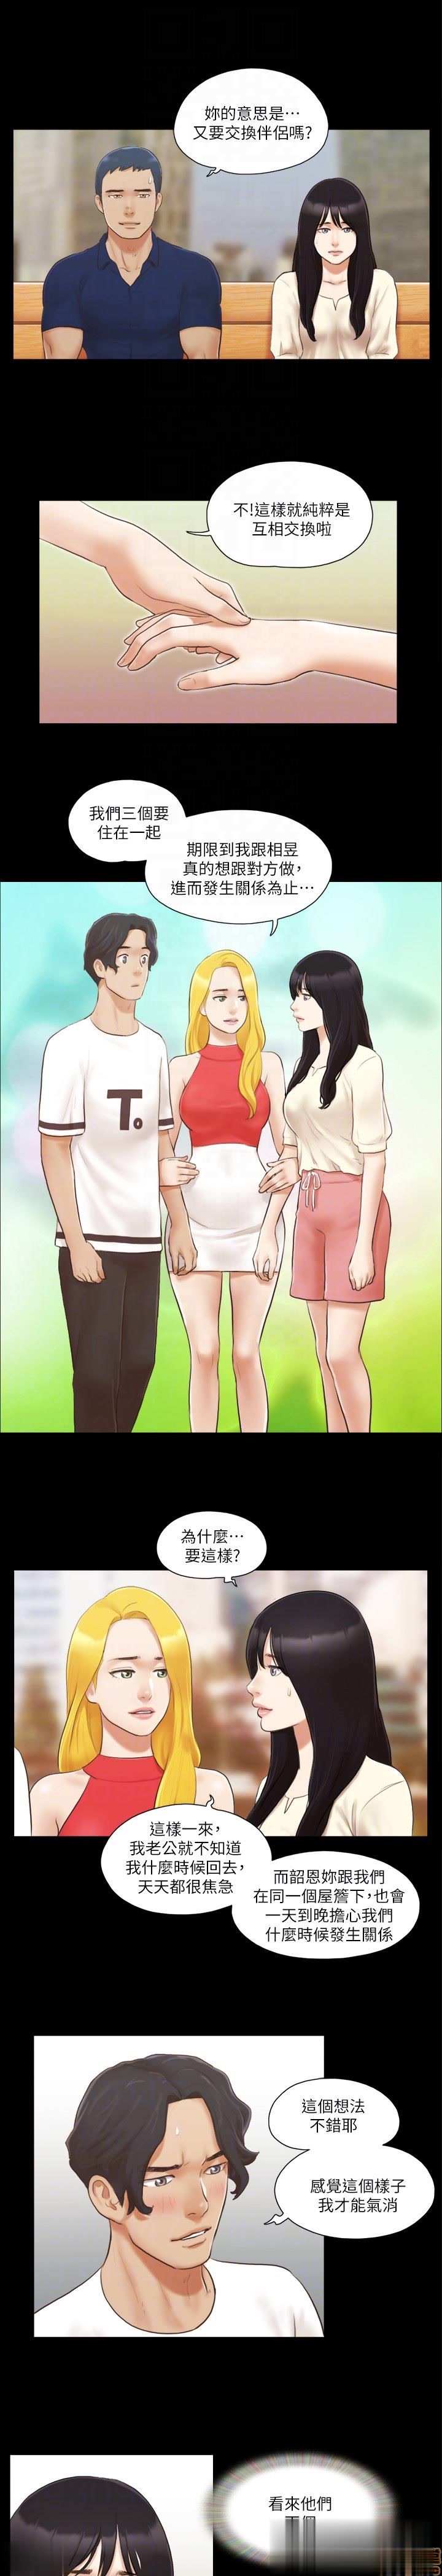 妳的意思是…
又要交換伴侶嗎?
不!這樣就純粹是
互相交換啦
我們三個要
住在一起
期限到我跟相昱
真的想跟對方做，
進而發生關係為止…
T.
為什麼…
要這樣?
這樣一來，
我老公就不知道
我什麼時候回去，
天天都很焦急
而韶恩妳跟我們
在同一個屋簷下，也會
一天到晚擔心我們
什麼時候發生關係
這個想法
不錯耶
感覺這個樣子
我才能氣消
看來他們